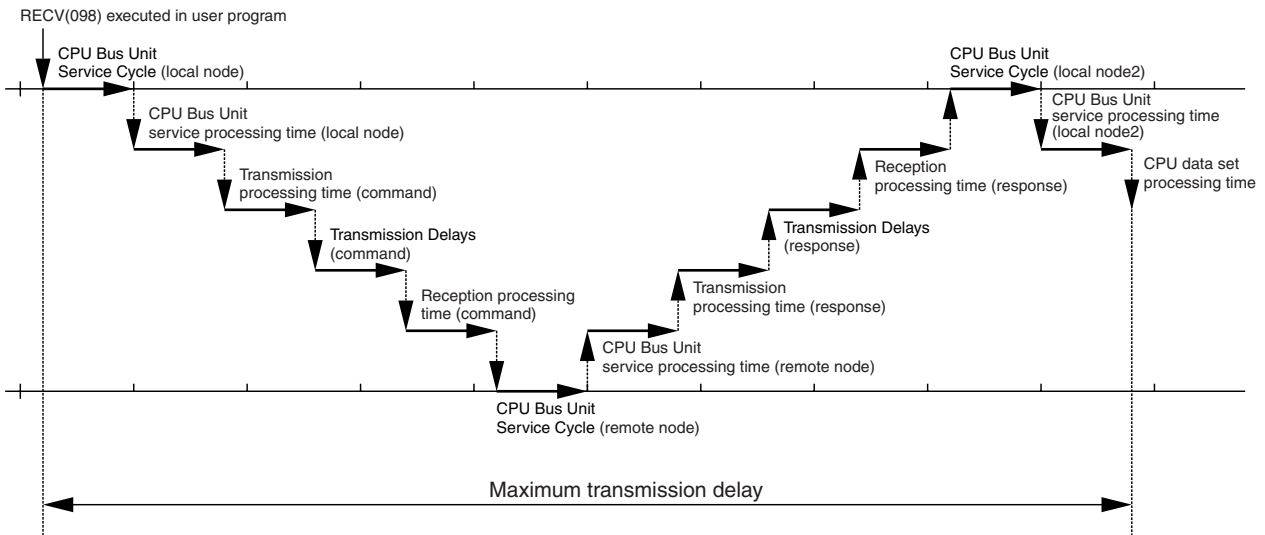 RECV(098) executed in user program
CPU Bus Unit
Service Cycle (local node)
CPU Bus Unit
service processing time (local node)
Transmission
processing time (command)
Transmission Delays
(command)
Reception processing
time (command)
CPU Bus Unit
Service Cycle (remote node)
CPU Bus Unit
service processing time (remote node)
Transmission
processing time (response)
Transmission Delays
(response)
Reception
processing time (response)
CPU Bus Unit
Service Cycle (local node2)
CPU Bus Unit
service processing time
(local node2)
CPU data set
processing time
Maximum transmission delay